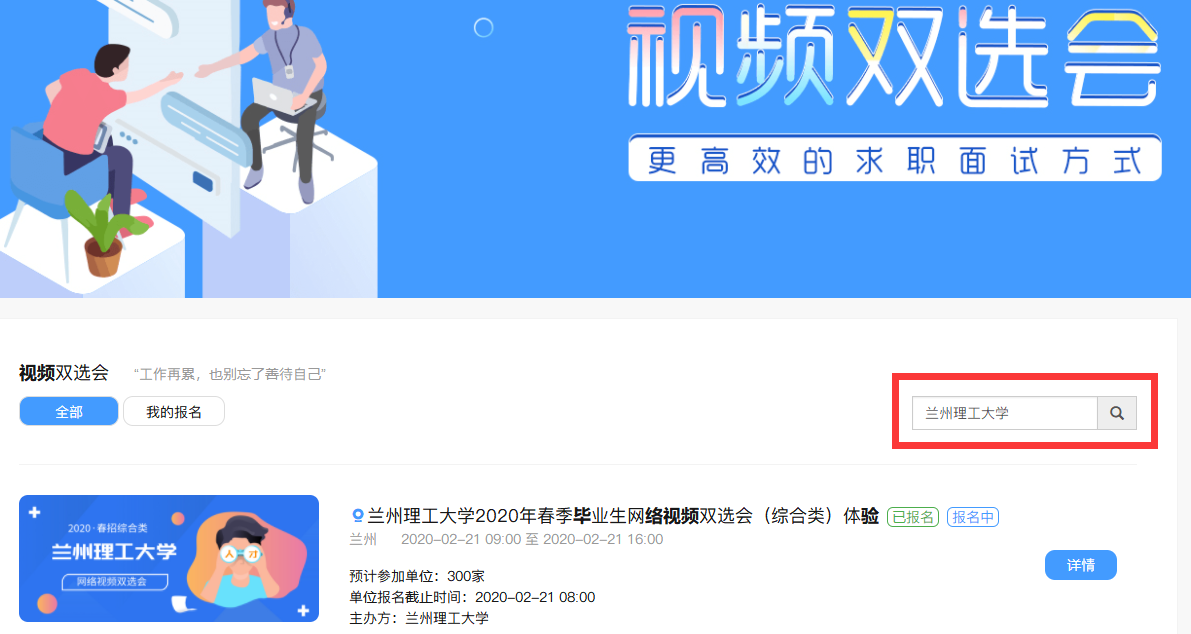 视频双选会
更高效的求职面试方式
视频双选会 “工作再累，也别忘了善待自己”
全部 我的报名
兰州理工大学
2020·春招综合类
兰州理工大学
网络视频双选会
人 才
兰州理工大学2020年春季毕业生网络视频双选会（综合类）体验 已报名 报名中
兰州 2020-02-21 09:00 至 2020-02-21 16:00
预计参加单位：300家
单位报名截止时间：2020-02-21 08:00
主办方：兰州理工大学
详情